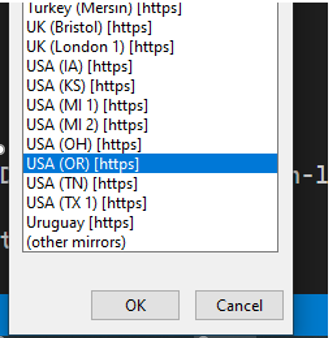 Turkey (Mersin) [https]
UK (Bristol) [https]
UK (London 1) [https]
USA (IA) [https]
USA (KS) [https]
USA (MI 1) [https]
USA (MI 2) [https]
USA (OH) [https]
USA (OR) [https]
USA (TN) [https]
USA (TX 1) [https]
Uruguay [https]
(other mirrors)
OK
Cancel